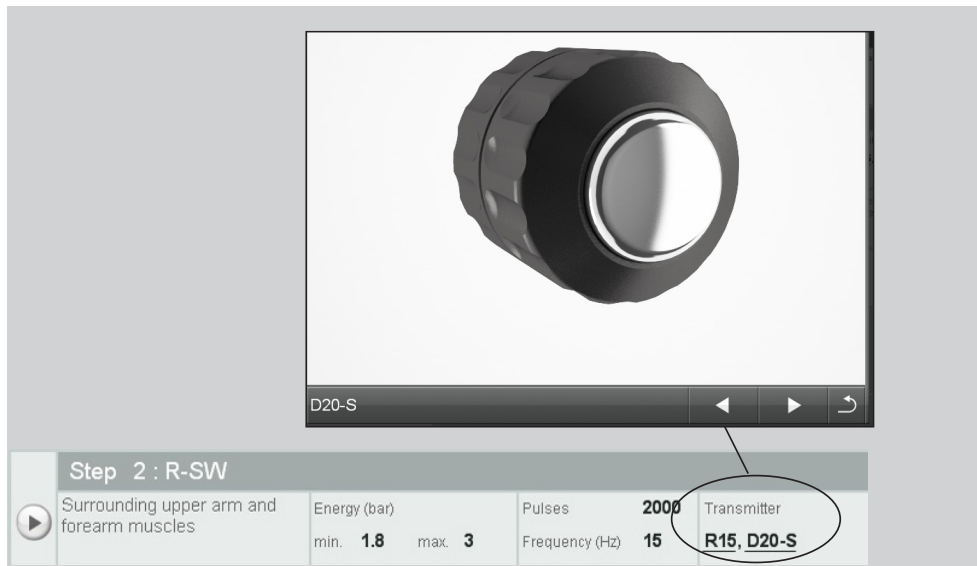 D20-S
Step 2 : R-SW
Surrounding upper arm and
forearm muscles
Energy (bar)
min. 1.8 max. 3
Pulses 2000
Frequency (Hz) 15
Transmitter
R15, D20-S